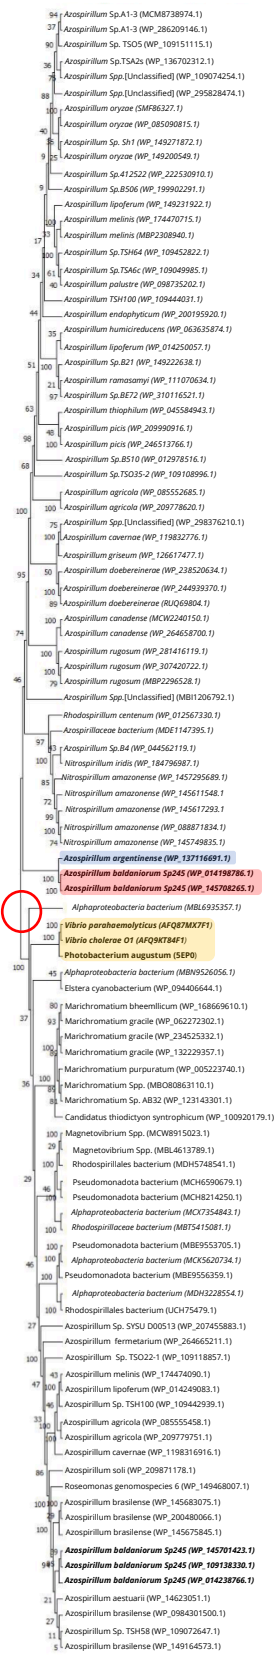 Azospirillum Sp.A1-3 (MCM8738974.1)
Azospirillum Sp.A1-3 (WP_286209146.1)
Azospirillum Sp. TSO5 (WP_109151115.1)
Azospirillum Sp.TSA2s (WP_136702312.1)
Azospirillum Spp.[Unclassified] (WP_109074254.1)
Azospirillum Spp.[Unclassified] (WP_295828474.1)
Azospirillum oryzae (SMF86327.1)
Azospirillum oryzae (WP_085090815.1)
Azospirillum Sp. Sh1 (WP_149271872.1)
Azospirillum oryzae (WP_149200549.1)
Azospirillum Sp.412522 (WP_222530910.1)
Azospirillum Sp.B506 (WP_199902291.1)
Azospirillum lipoferum (WP_149231922.1)
Azospirillum melinis (WP_174470715.1)
Azospirillum melinis (MBP2308940.1)
Azospirillum Sp.TSH64 (WP_109452822.1)
Azospirillum Sp.TSA6c (WP_109049985.1)
Azospirillum palustre (WP_098735202.1)
Azospirillum TSH100 (WP_109444031.1)
Azospirillum endophyticum (WP_200195920.1)
Azospirillum humicireducens (WP_063635874.1)
Azospirillum lipoferum (WP_014250057.1)
Azospirillum Sp.B21 (WP_149222638.1)
Azospirillum ramasamyi (WP_111070634.1)
Azospirillum Sp.BE72 (WP_310116521.1)
Azospirillum thiophilum (WP_045584943.1)
Azospirillum picis (WP_209990916.1)
Azospirillum picis (WP_246513766.1)
Azospirillum Sp.B510 (WP_012978516.1)
Azospirillum Sp.TSO35-2 (WP_109108996.1)
Azospirillum agricola (WP_085552685.1)
Azospirillum agricola (WP_209778620.1)
Azospirillum Spp.[Unclassified] (WP_298376210.1)
Azospirillum cavernae (WP_119832776.1)
Azospirillum griseum (WP_126617477.1)
Azospirillum doebereinerae (WP_238520634.1)
Azospirillum doebereinerae (WP_244939370.1)
Azospirillum doebereinerae (RUQ69804.1)
Azospirillum canadense (MCW2240150.1)
Azospirillum canadense (WP_264658700.1)
Azospirillum rugosum (WP_281416119.1)
Azospirillum rugosum (WP_307420722.1)
Azospirillum rugosum (MBP2296528.1)
Azospirillum Spp.[Unclassified] (MBI1206792.1)
Rhodospirillum centenum (WP_012567330.1)
Azospirillaceae bacterium (MDE1147395.1)
Azospirillum Sp.B4 (WP_044562119.1)
Nitrospirillum iridis (WP_184796987.1)
Nitrospirillum amazonense (WP_1457295689.1)
Nitrospirillum amazonense (WP_145611548.1)
Nitrospirillum amazonense (WP_145617293.1)
Nitrospirillum amazonense (WP_088871834.1)
Nitrospirillum amazonense (WP_145749835.1)
Azospirillum argentinense (WP_137116691.1)
Azospirillum baldaniorum Sp245 (WP_014198786.1)
Azospirillum baldaniorum Sp245 (WP_145708265.1)
Alphaproteobacteria bacterium (MBL6935357.1)
Vibrio parahaemolyticus (AFQ87MX7F1)
Vibrio cholerae O1 (AFQ9KT84F1)
Photobacterium augustum (5EP0)
Alphaproteobacteria bacterium (MBN9526056.1)
Elstera cyanobacterium (WP_094406644.1)
Marichromatium bheemllicum (WP_168669610.1)
Marichromatium gracile (WP_062272302.1)
Marichromatium gracile (WP_234525332.1)
Marichromatium gracile (WP_132229357.1)
Marichromatium purpuratum (WP_005223740.1)
Marichromatium Spp. (MBO80863110.1)
Marichromatium Sp. AB32 (WP_123143301.1)
Candidatus thiodictyon syntrophicum (WP_100920179.1)
Magnetovibrium Spp. (MCW8915023.1)
Magnetovibrium Spp. (MBL4613789.1)
Rhodospirillales bacterium (MDH5748541.1)
Pseudomonadota bacterium (MCH6590679.1)
Pseudomonadota bacterium (MCH8214250.1)
Alphaproteobacteria bacterium (MCX7354843.1)
Rhodospirillaceae bacterium (MBT5415081.1)
Pseudomonadota bacterium (MBE9553705.1)
Alphaproteobacteria bacterium (MCK5620734.1)
Pseudomonadota bacterium (MBE9556359.1)
Alphaproteobacteria bacterium (MDH3228554.1)
Rhodospirillales bacterium (UCH75479.1)
Azospirillum Sp. SYSU D00513 (WP_207455883.1)
Azospirillum fermetarium (WP_264665211.1)
Azospirillum Sp. TSO22-1 (WP_109118857.1)
Azospirillum melinis (WP_174474090.1)
Azospirillum lipoferum (WP_014249083.1)
Azospirillum Sp. TSH100 (WP_109442939.1)
Azospirillum agricola (WP_085555458.1)
Azospirillum agricola (WP_209779751.1)
Azospirillum cavernae (WP_1198316916.1)
Azospirillum soli (WP_209871178.1)
Roseomonas genomospecies 6 (WP_149468007.1)
Azospirillum brasilense (WP_145683075.1)
Azospirillum brasilense (WP_200480066.1)
Azospirillum brasilense (WP_145675845.1)
Azospirillum baldaniorum Sp245 (WP_145701423.1)
Azospirillum baldaniorum Sp245 (WP_109138330.1)
Azospirillum baldaniorum Sp245 (WP_014238766.1)
Azospirillum aestuarii (WP_14623051.1)
Azospirillum brasilense (WP_0984301500.1)
Azospirillum Sp. TSH58 (WP_109072647.1)
Azospirillum brasilense (WP_149164573.1)